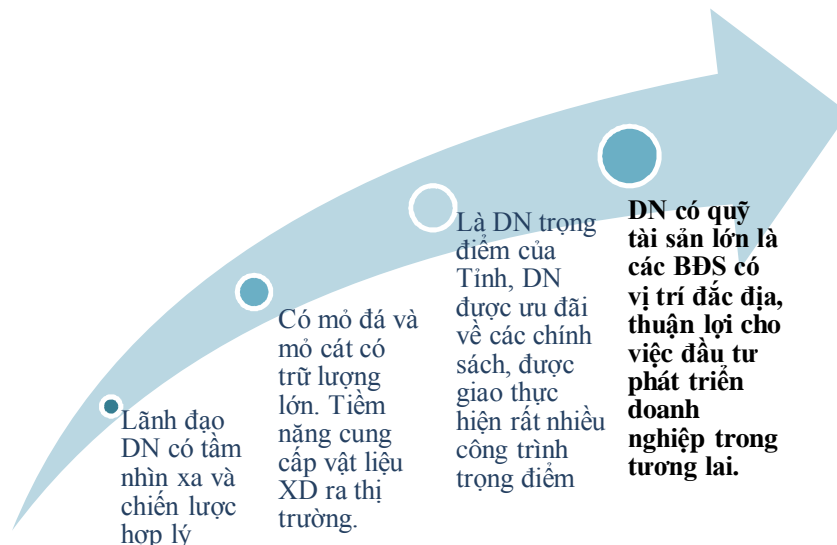 Lãnh đạo
DN có tầm
nhìn xa và
chiến lược
hợp lý
Có mỏ đá và
mỏ cát có
trữ lượng
lớn. Tiềm
năng cung
cấp vật liệu
XD ra thị
trường.
Là DN trọng
điểm của
Tỉnh, DN
được ưu đãi
về các chính
sách, được
giao thực
hiện rất nhiều
công trình
trọng điểm
DN có quỹ
tài sản lớn là
các BĐS có
vị trí đắc địa,
thuận lợi cho
việc đầu tư
phát triển
doanh
nghiệp trong
tương lai.